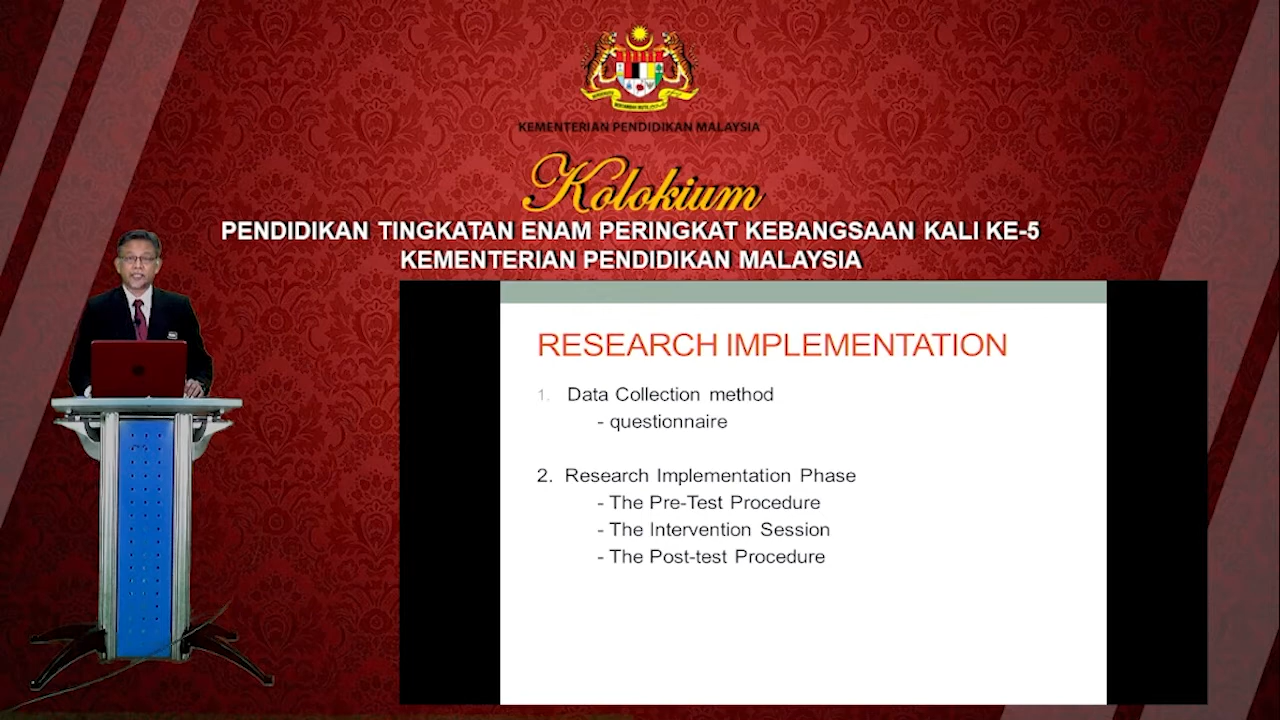 KEMENTERIAN PENDIDIKAN MALAYSIA
Kolokium
PENDIDIKAN TINGKATAN ENAM PERINGKAT KEBANGSAAN KALI KE-5
KEMENTERIAN PENDIDIKAN MALAYSIA
RESEARCH IMPLEMENTATION
1. Data Collection method
- questionnaire
2. Research Implementation Phase
- The Pre-Test Procedure
- The Intervention Session
- The Post-test Procedure